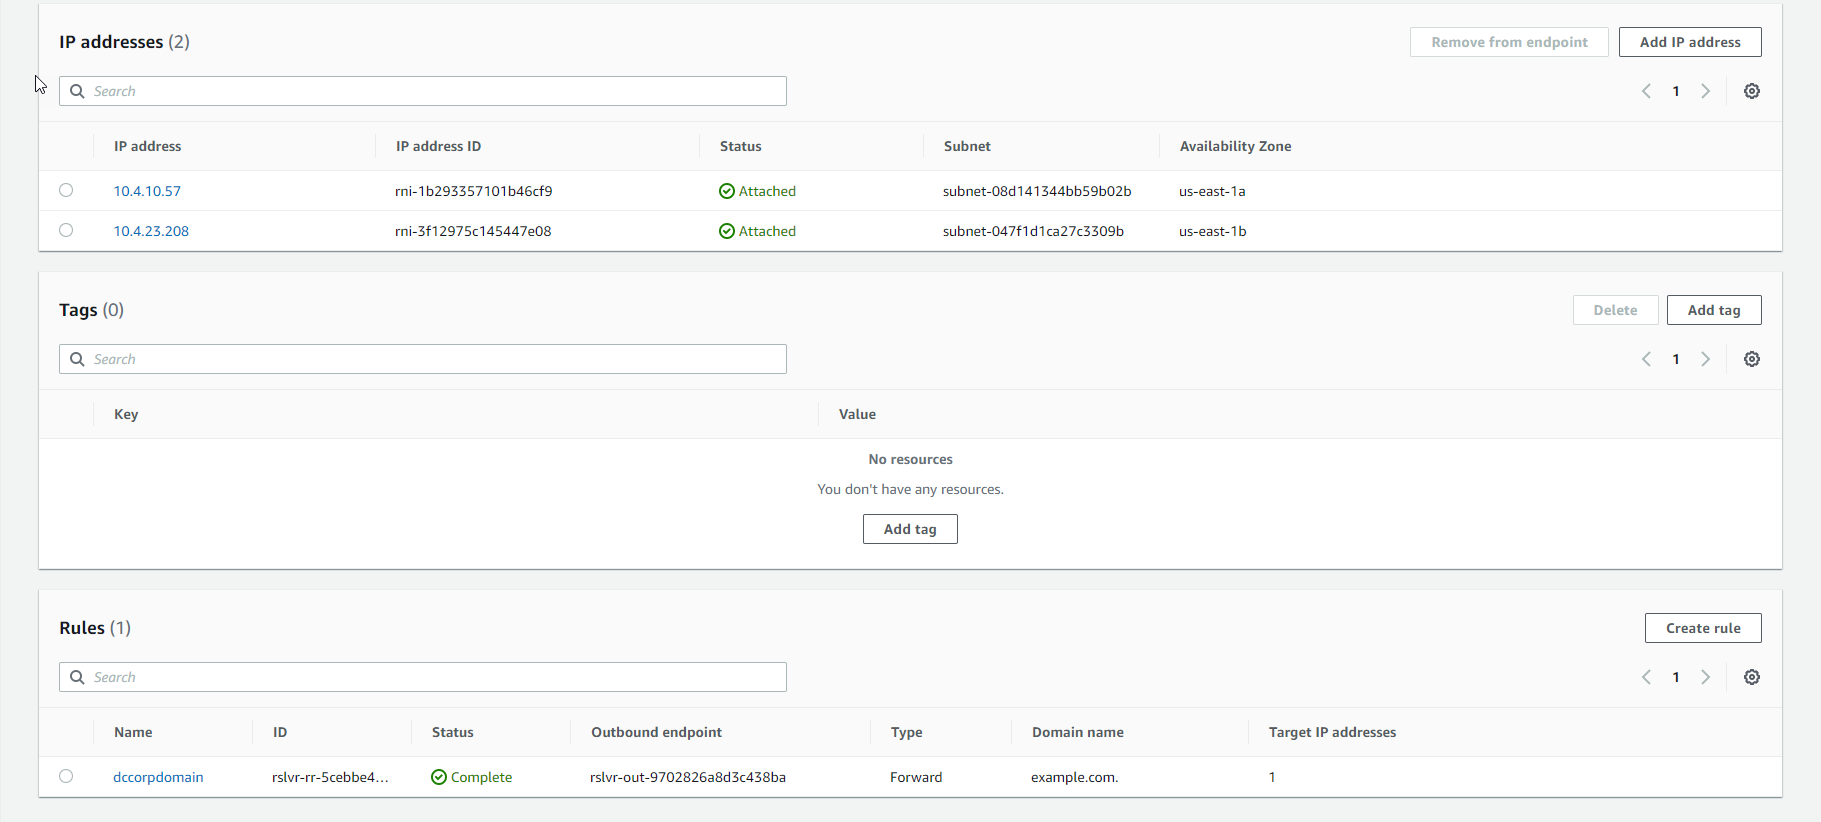 IP addresses (2)
Remove from endpoint
Add IP address
Search
1
IP address IP address ID Status Subnet Availability Zone
10.4.10.57 rni-1b293357101b46cf9 Attached subnet-08d141344bb59b02b us-east-1a
10.4.23.208 rni-3f12975c145447e08 Attached subnet-047f1d1ca27c3309b us-east-1b
Tags (0)
Delete
Add tag
Search
1
Key Value
No resources
You don't have any resources.
Add tag
Rules (1)
Create rule
Search
1
Name ID Status Outbound endpoint Type Domain name Target IP addresses
dccorpdomain rslvr-rr-5cebbe4... Complete rslvr-out-9702826a8d3c438ba Forward example.com. 1